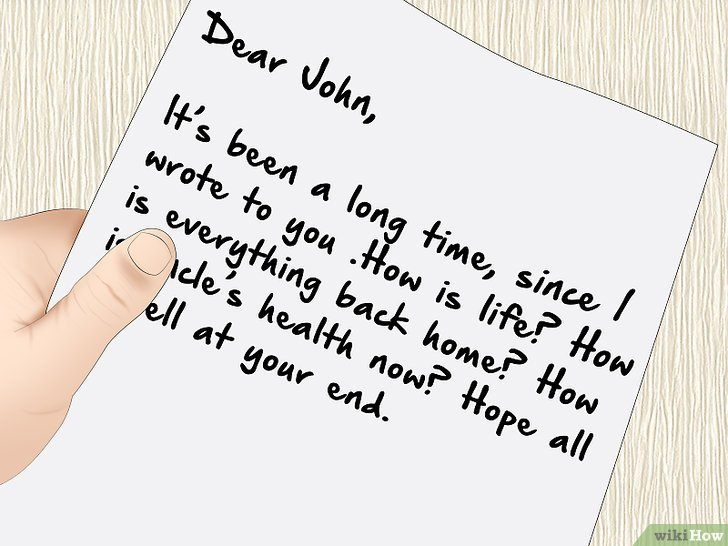 Dear John,
It's been a long time, since I
wrote to you .How is life? How
is everything back home? How
health now? Hope all
at your end.
wikiHow